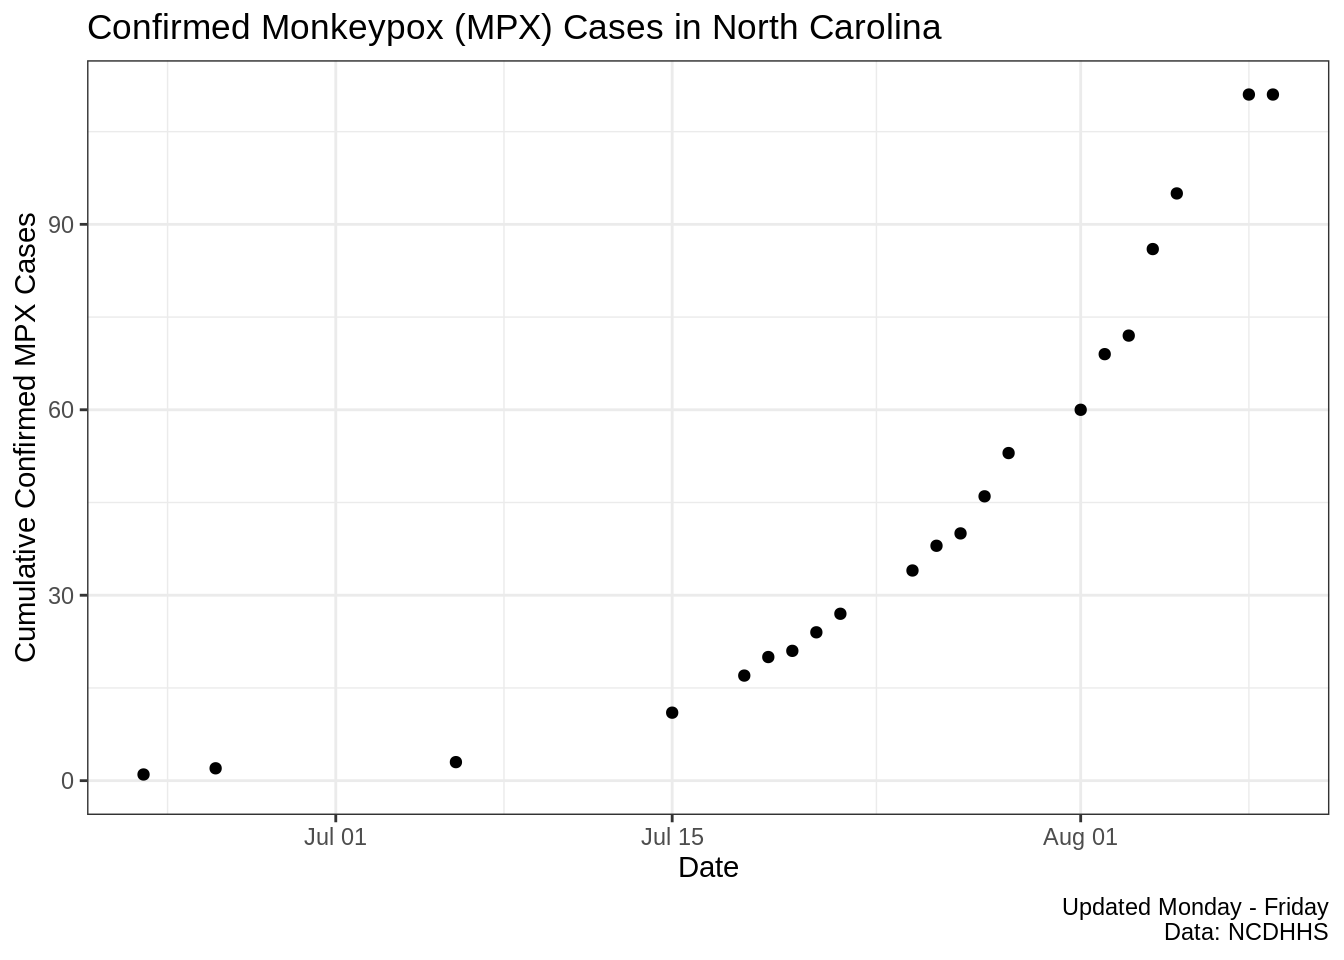 Confirmed Monkeypox (MPX) Cases in North Carolina
Cumulative Confirmed MPX Cases
90
60
30
0
Jul 01
Jul 15
Aug 01
Date
Updated Monday - Friday
Data: NCDHHS